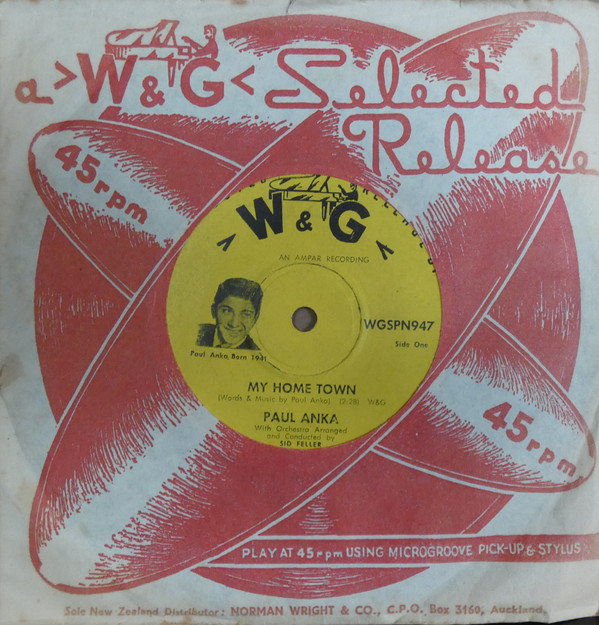 a > W & G < Selected
Release
45 rpm
W & G
AN AMPAR RECORDING
WGSPN947
Side One
Paul Anka, Born 1941
MY HOME TOWN
(Words & Music by Paul Anka) (2:28) W&G
PAUL ANKA
With Orchestra Arranged
and Conducted by
SID FELLER
45 rpm
PLAY AT 45 rpm USING MICROGROOVE PICK-UP & STYLUS
Sole New Zealand Distributor: NORMAN WRIGHT & CO., C.P.O. Box 3160, Auckland.